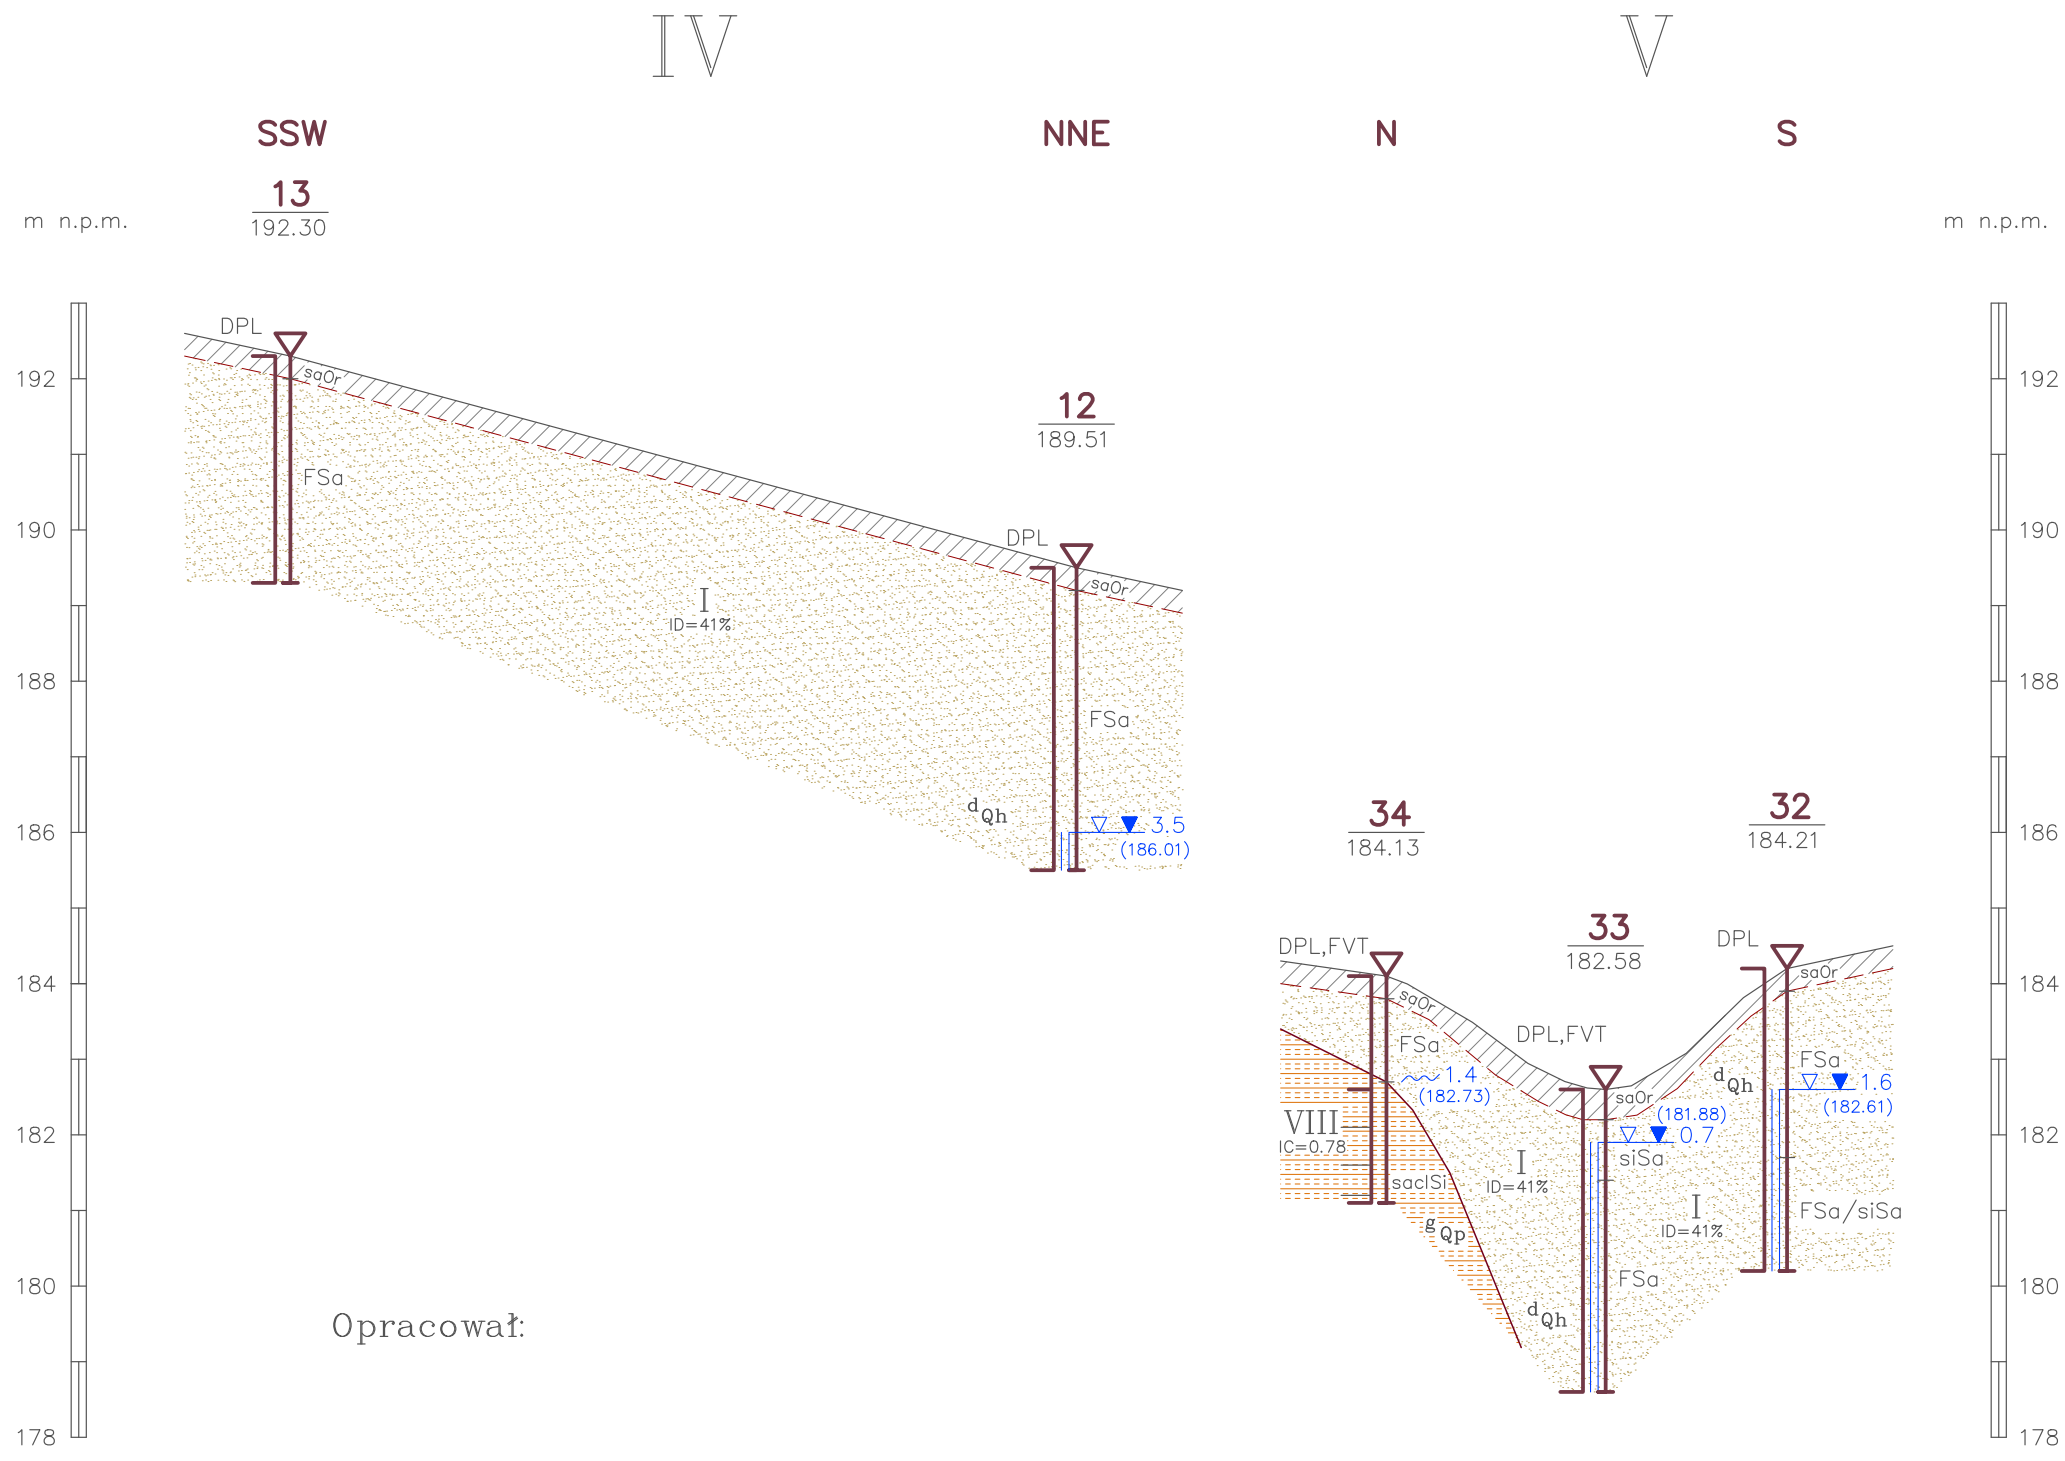 IV
V
SSW
NNE
N
S
13
192.30
m n.p.m.
m n.p.m.
DPL
saOr
192
192
12
189.51
FSa
190
190
DPL
saOr
I
ID=41%
188
188
FSa
dQh
3.5
(186.01)
186
186
34
184.13
32
184.21
33
182.58
DPL,FVT
DPL
184
184
saOr
saOr
DPL,FVT
FSa
FSa
1.4
(182.73)
dQh
1.6
(182.61)
saOr
(181.88)
0.7
VIII
IC=0.78
182
182
siSa
I
ID=41%
saclSi
I
ID=41%
FSa/siSa
gQp
FSa
180
180
dQh
Opracował:
178
178